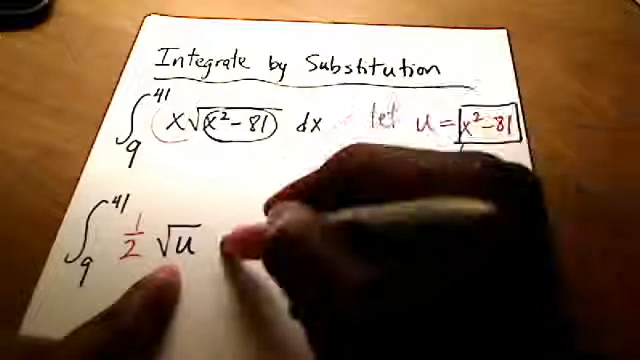 Integrate by Substitution
∫₉⁴¹ x√(x² - 81) dx let u = x² - 81
∫₉⁴¹ 1/2 √u